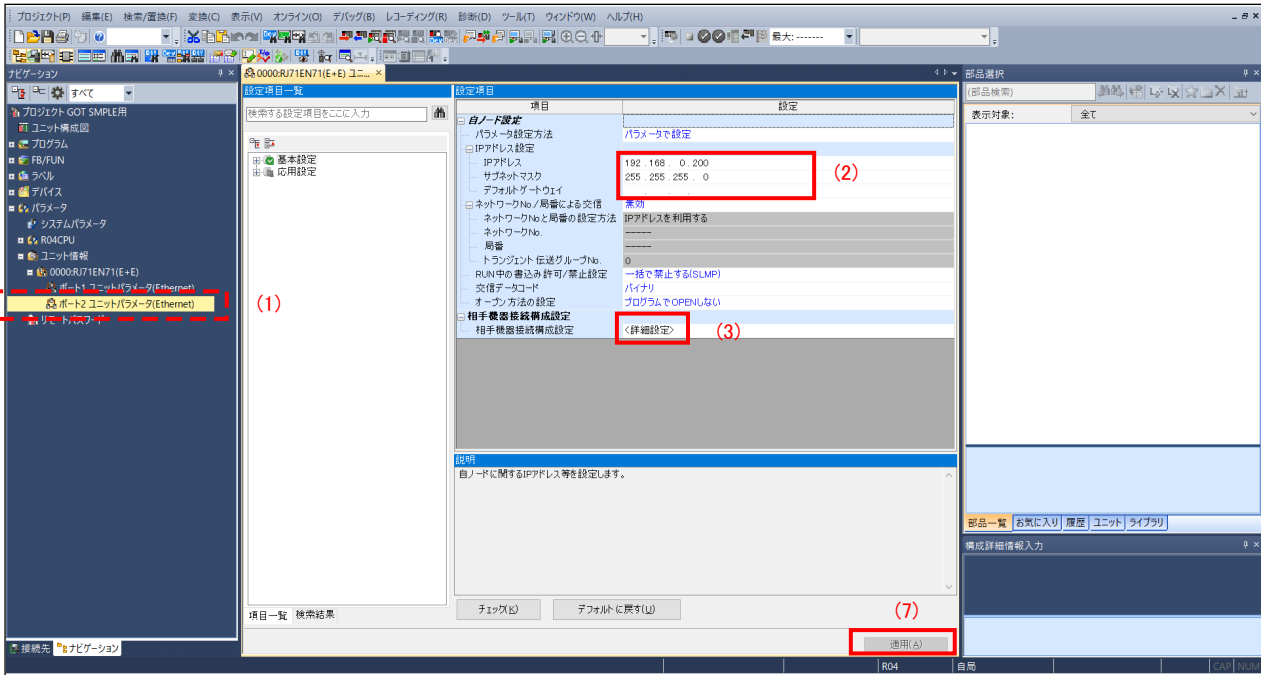 プロジェクト(P) 編集(E) 検索/置換(F) 変換(C) 表示(V) オンライン(O) デバッグ(B) レコーディング(R) 診断(D) ツール(T) ウィンドウ(W) ヘルプ(H)
最大: -------
ナビゲーション
0000:RJ71EN71(E+E) ユニ...
部品選択
すべて
設定項目一覧
設定項目
(部品検索)
検索する設定項目をここに入力
項目
設定
表示対象:
全て
プロジェクト GOT SMPLE用
ユニット構成図
プログラム
FB/FUN
ラベル
デバイス
パラメータ
システムパラメータ
R04CPU
ユニット情報
0000:RJ71EN71(E+E)
ポート1 ユニットパラメータ(Ethernet)
ポート2 ユニットパラメータ(Ethernet)
リモートパスワード
(1)
基本設定
応用設定
自ノード設定
パラメータ設定方法
パラメータで設定
IPアドレス設定
IPアドレス
192 . 168 . 0 . 200
(2)
サブネットマスク
255 . 255 . 255 . 0
デフォルトゲートウェイ
. . .
ネットワークNo./局番による交信
無効
ネットワークNoと局番の設定方法
IPアドレスを利用する
ネットワークNo.
-----
局番
-----
トランジェント伝送グループNo.
0
RUN中の書込み許可/禁止設定
一括で禁止する(SLMP)
交信データコード
バイナリ
オープン方法の設定
プログラムでOPENしない
相手機器接続構成設定
相手機器接続構成設定
<詳細設定>
(3)
説明
自ノードに関するIPアドレス等を設定します。
部品一覧 お気に入り 履歴 ユニット ライブラリ
構成詳細情報入力
チェック(K)
デフォルトに戻す(U)
(7)
項目一覧 検索結果
適用(A)
接続先 ナビゲーション
R04
自局
CAP NUM